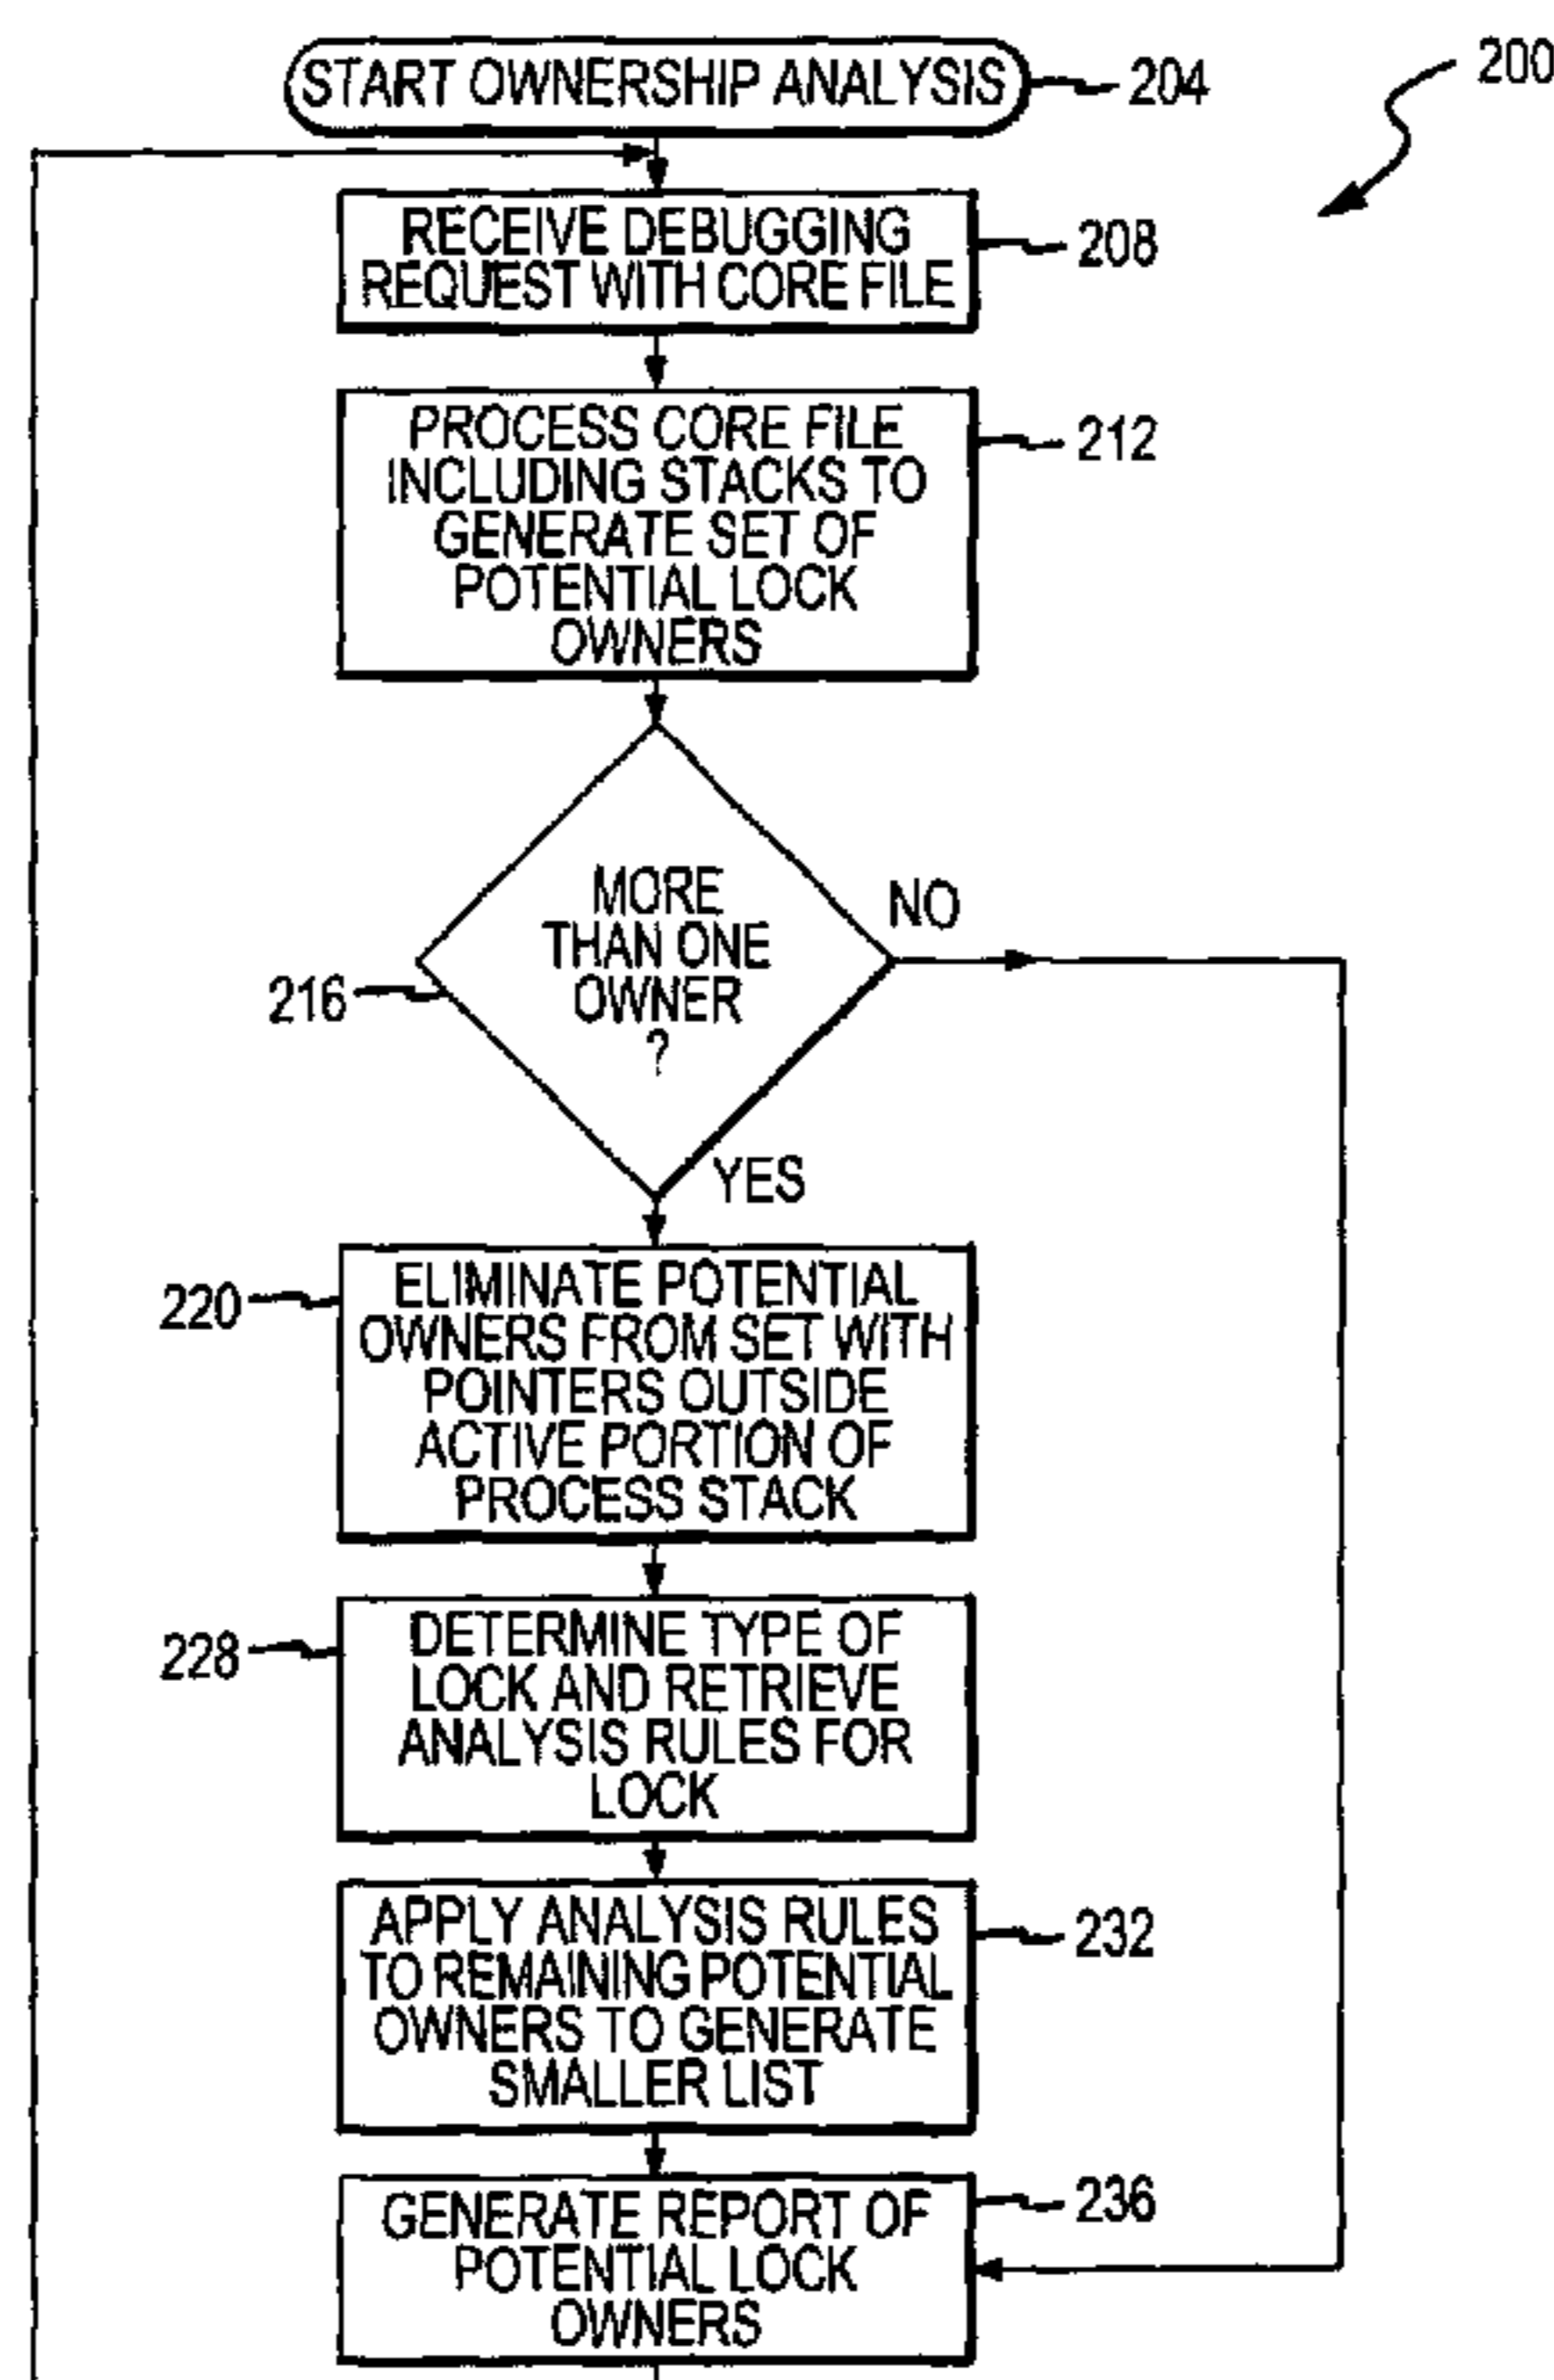 START OWNERSHIP ANALYSIS
204
200
RECEIVE DEBUGGING
REQUEST WITH CORE FILE
208
PROCESS CORE FILE
INCLUDING STACKS TO
GENERATE SET OF
POTENTIAL LOCK
OWNERS
212
MORE
THAN ONE
OWNER
?
216
NO
YES
ELIMINATE POTENTIAL
OWNERS FROM SET WITH
POINTERS OUTSIDE
ACTIVE PORTION OF
PROCESS STACK
220
DETERMINE TYPE OF
LOCK AND RETRIEVE
ANALYSIS RULES FOR
LOCK
228
APPLY ANALYSIS RULES
TO REMAINING POTENTIAL
OWNERS TO GENERATE
SMALLER LIST
232
GENERATE REPORT OF
POTENTIAL LOCK
OWNERS
236